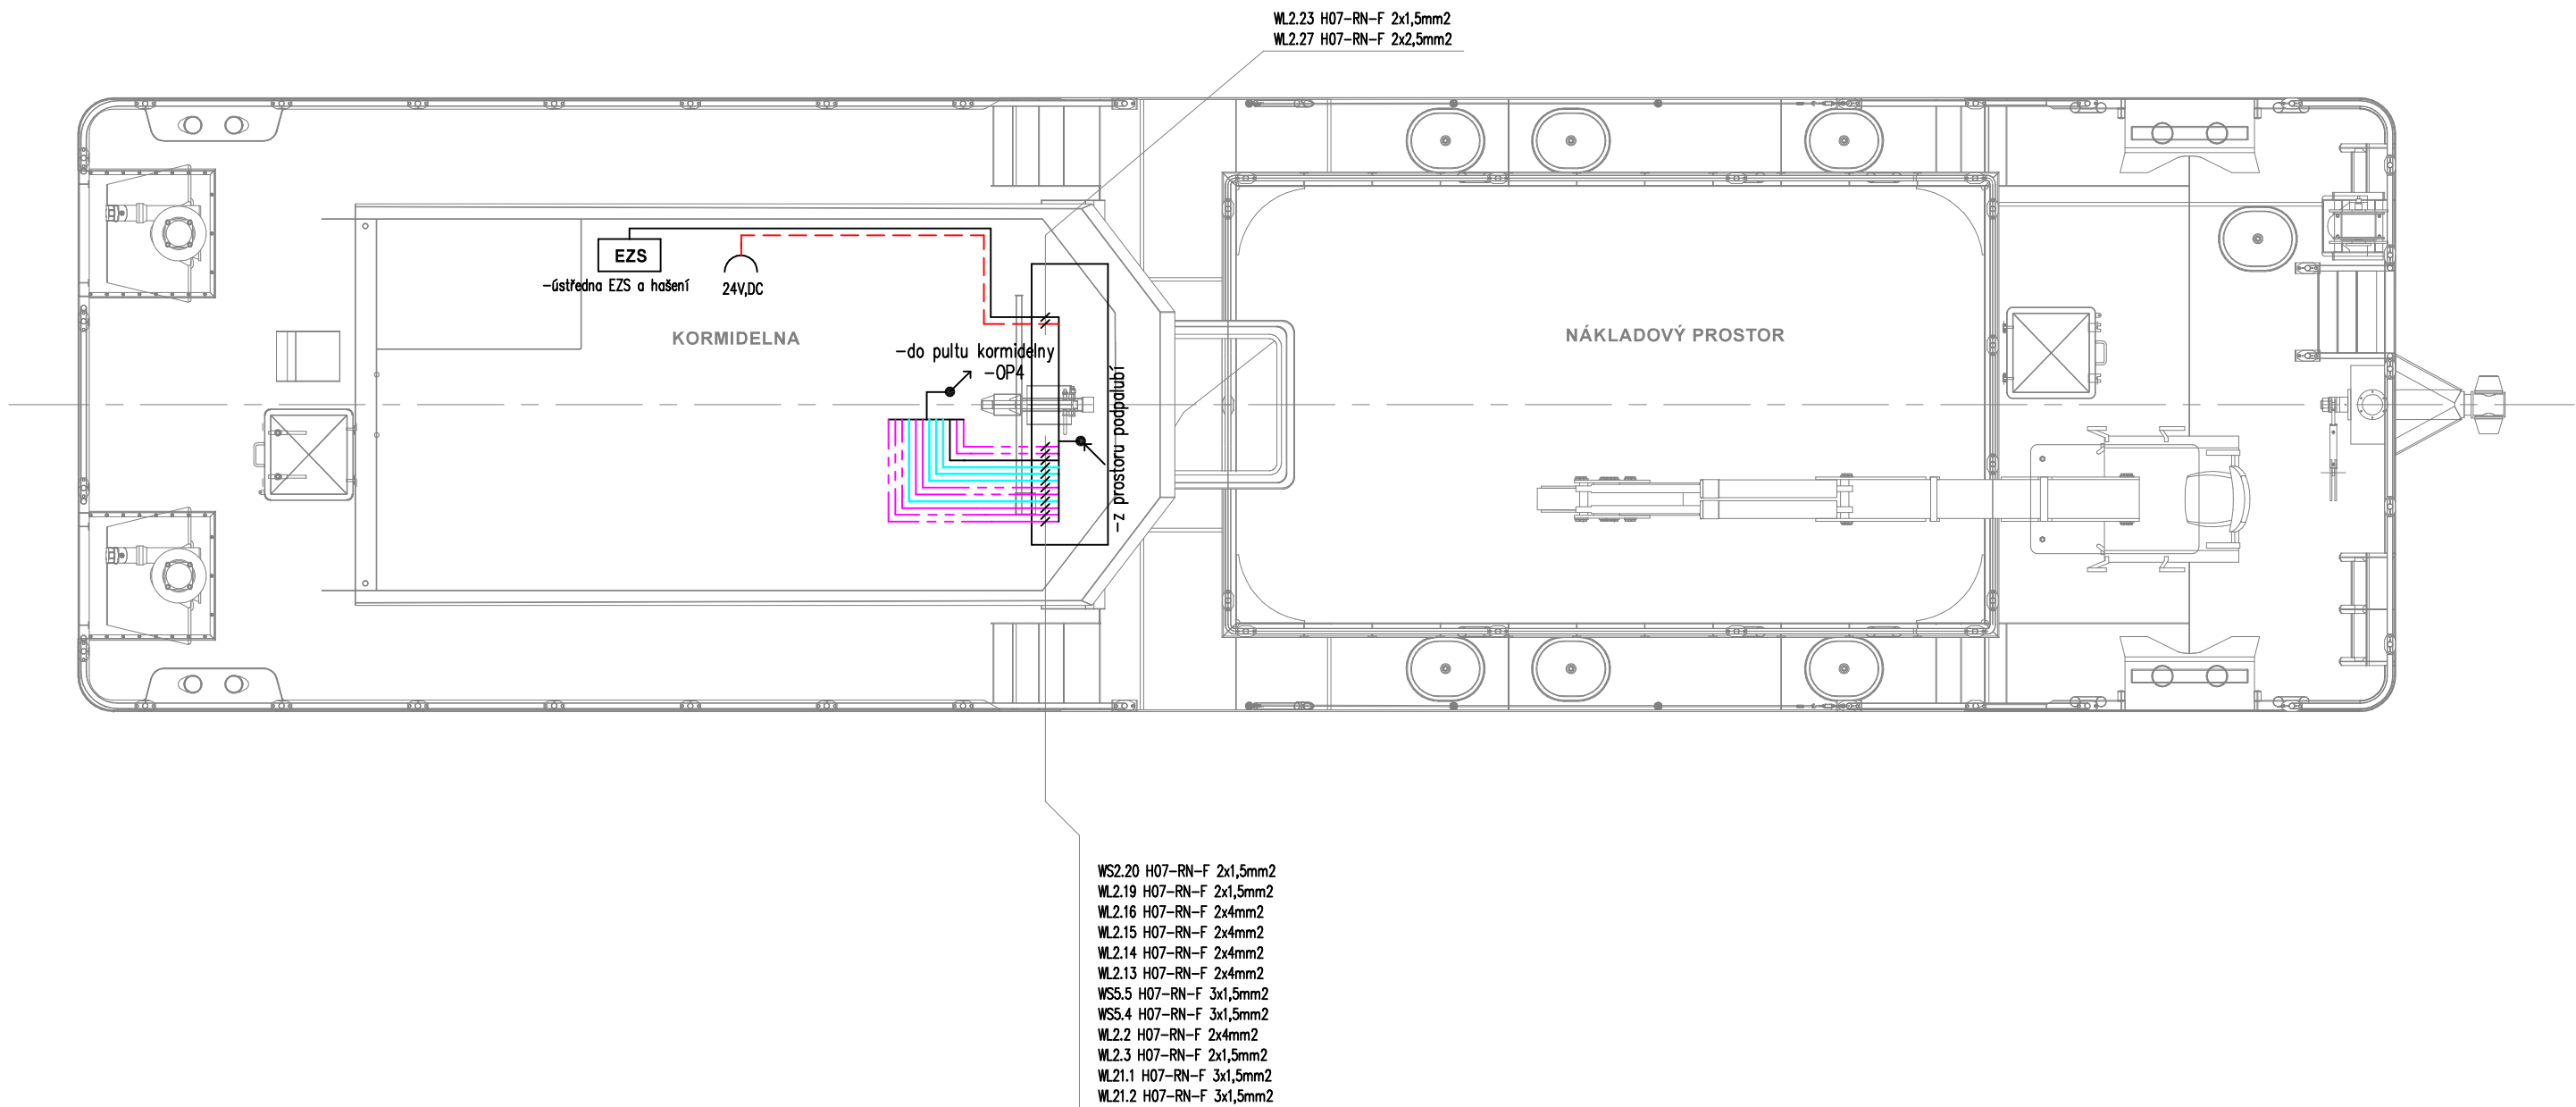 WL2.23 H07-RN-F 2x1,5mm2
WL2.27 H07-RN-F 2x2,5mm2
EZS
-ústředna EZS a hašení
24V,DC
KORMIDELNA
NÁKLADOVÝ PROSTOR
-do pultu kormidelny
-OP4
-z prostoru podpalubí
WS2.20 H07-RN-F 2x1,5mm2
WL2.19 H07-RN-F 2x1,5mm2
WL2.16 H07-RN-F 2x4mm2
WL2.15 H07-RN-F 2x4mm2
WL2.14 H07-RN-F 2x4mm2
WL2.13 H07-RN-F 2x4mm2
WS5.5 H07-RN-F 3x1,5mm2
WS5.4 H07-RN-F 3x1,5mm2
WL2.2 H07-RN-F 2x4mm2
WL2.3 H07-RN-F 2x1,5mm2
WL21.1 H07-RN-F 3x1,5mm2
WL21.2 H07-RN-F 3x1,5mm2